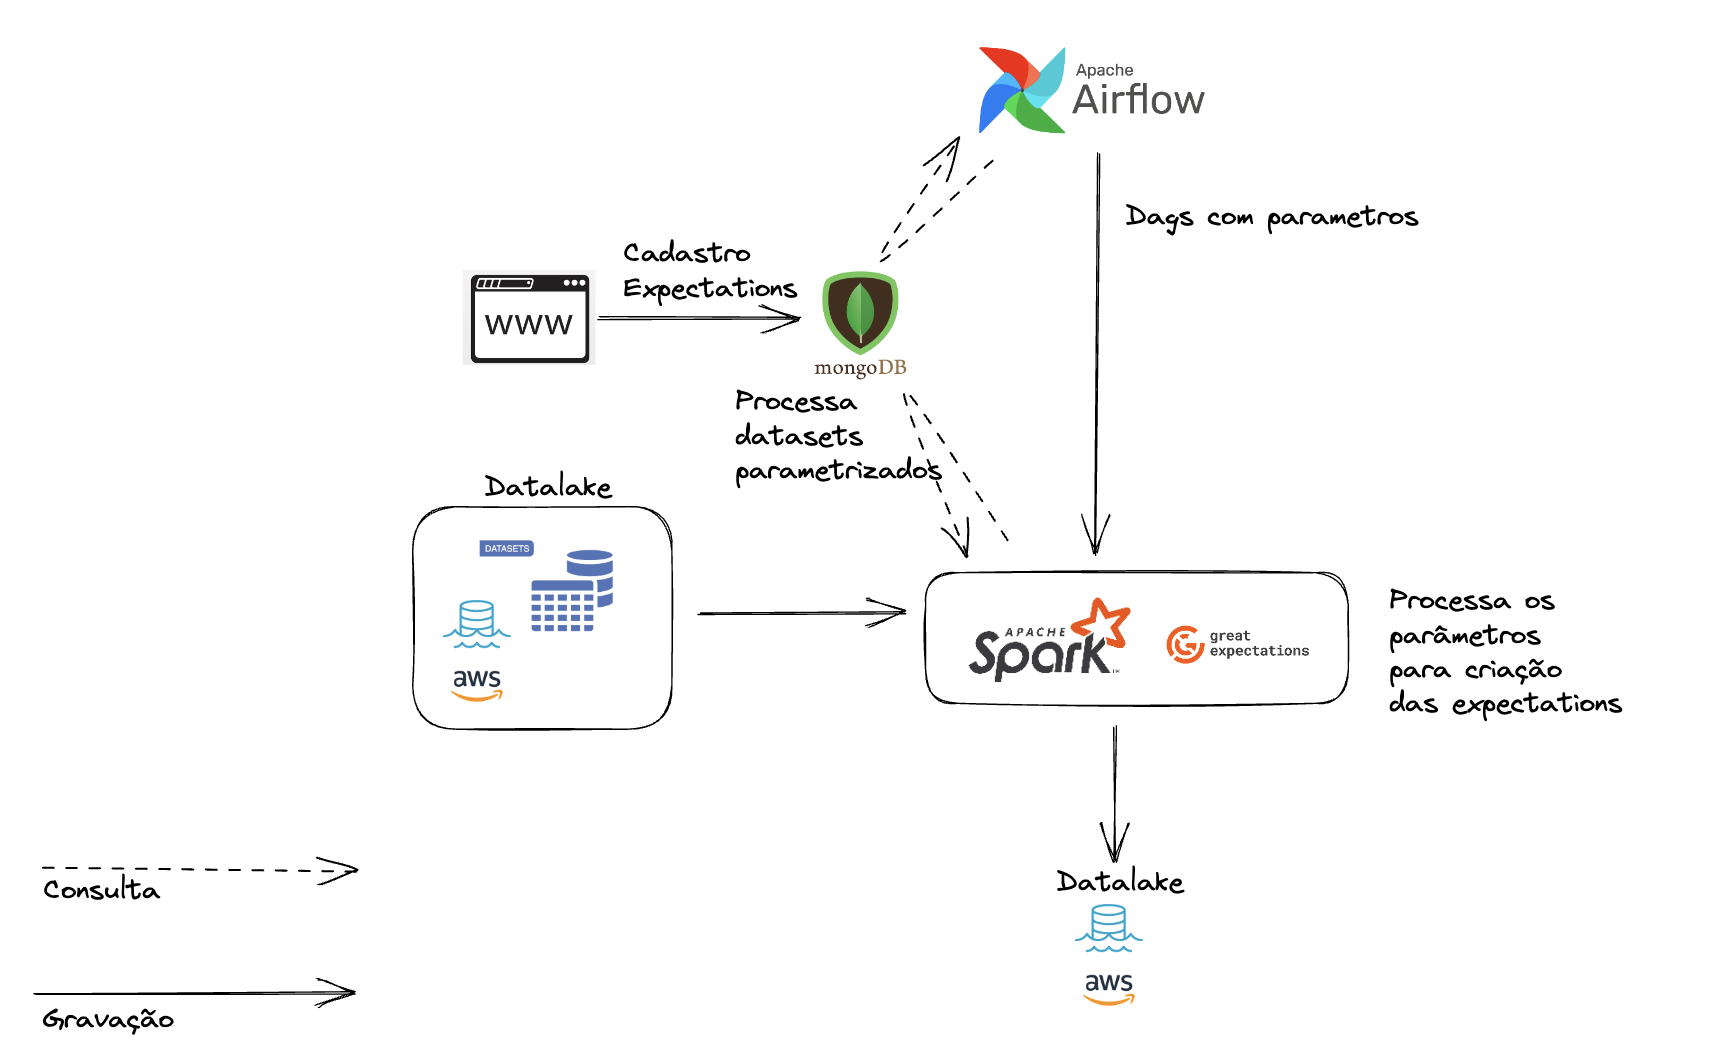 Apache
Airflow
Dags com parametros
Cadastro
Expectations
www
mongoDB
Processa
datasets
parametrizados
Datalake
DATASETS
aws
APACHE
Spark
great
expectations
Processa os
parâmetros
para criação
das expectations
Datalake
aws
Consulta
Gravação